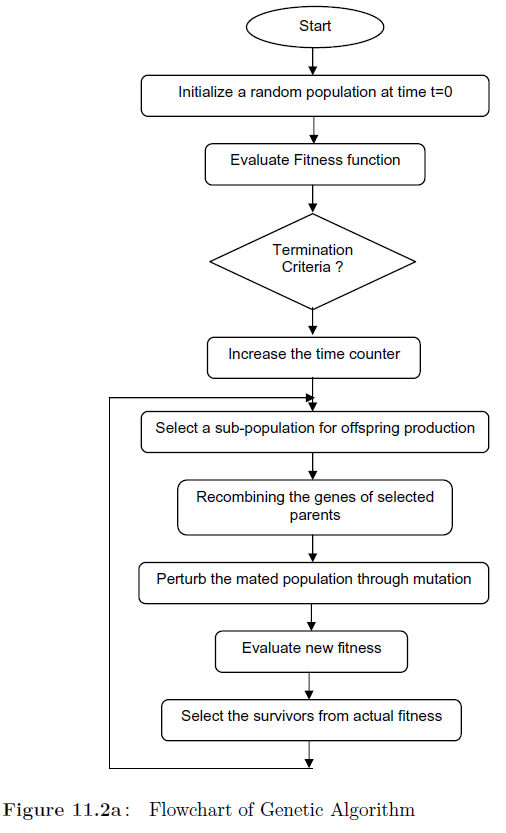 Start
Initialize a random population at time t=0
Evaluate Fitness function
Termination
Criteria ?
Increase the time counter
Select a sub-population for offspring production
Recombining the genes of selected
parents
Perturb the mated population through mutation
Evaluate new fitness
Select the survivors from actual fitness
Figure 11.2a: Flowchart of Genetic Algorithm